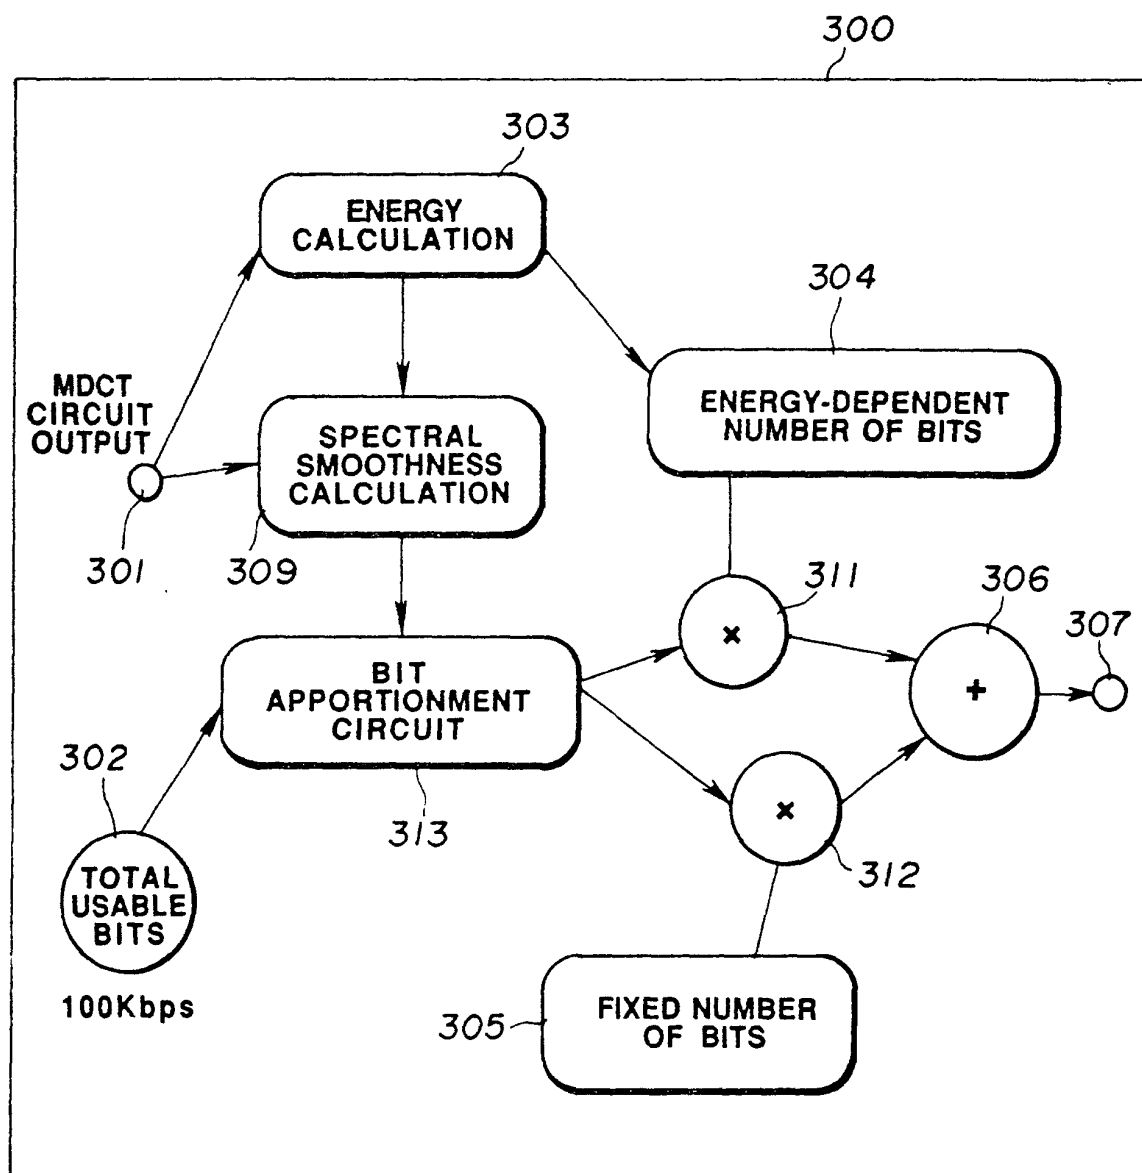 300
303
ENERGY
CALCULATION
304
ENERGY-DEPENDENT
NUMBER OF BITS
MDCT
CIRCUIT
OUTPUT
301
SPECTRAL
SMOOTHNESS
CALCULATION
309
311
×
306
+
307
BIT
APPORTIONMENT
CIRCUIT
313
302
TOTAL
USABLE
BITS
100Kbps
×
312
305
FIXED NUMBER
OF BITS